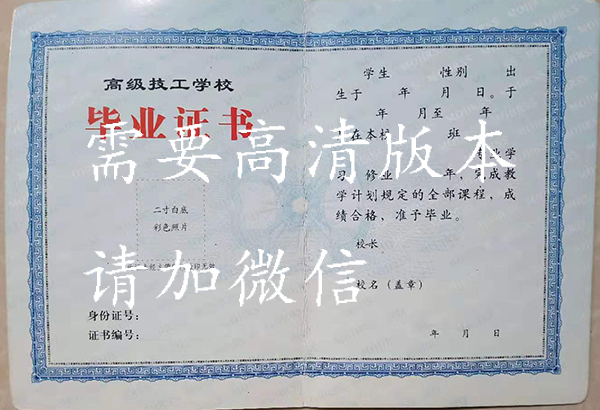 高级技工学校
毕业证书
二寸白底
彩色照片
身份证号：
证书编号：
学生 性别 出
生于 年 月 日。于
年 月至 年
在本校 班
专业学
习 修业 年，完成教
学计划规定的全部课程，成
绩合格、准予毕业。
校长
校名（盖章）
年 月 日
需要高清版本
请加微信